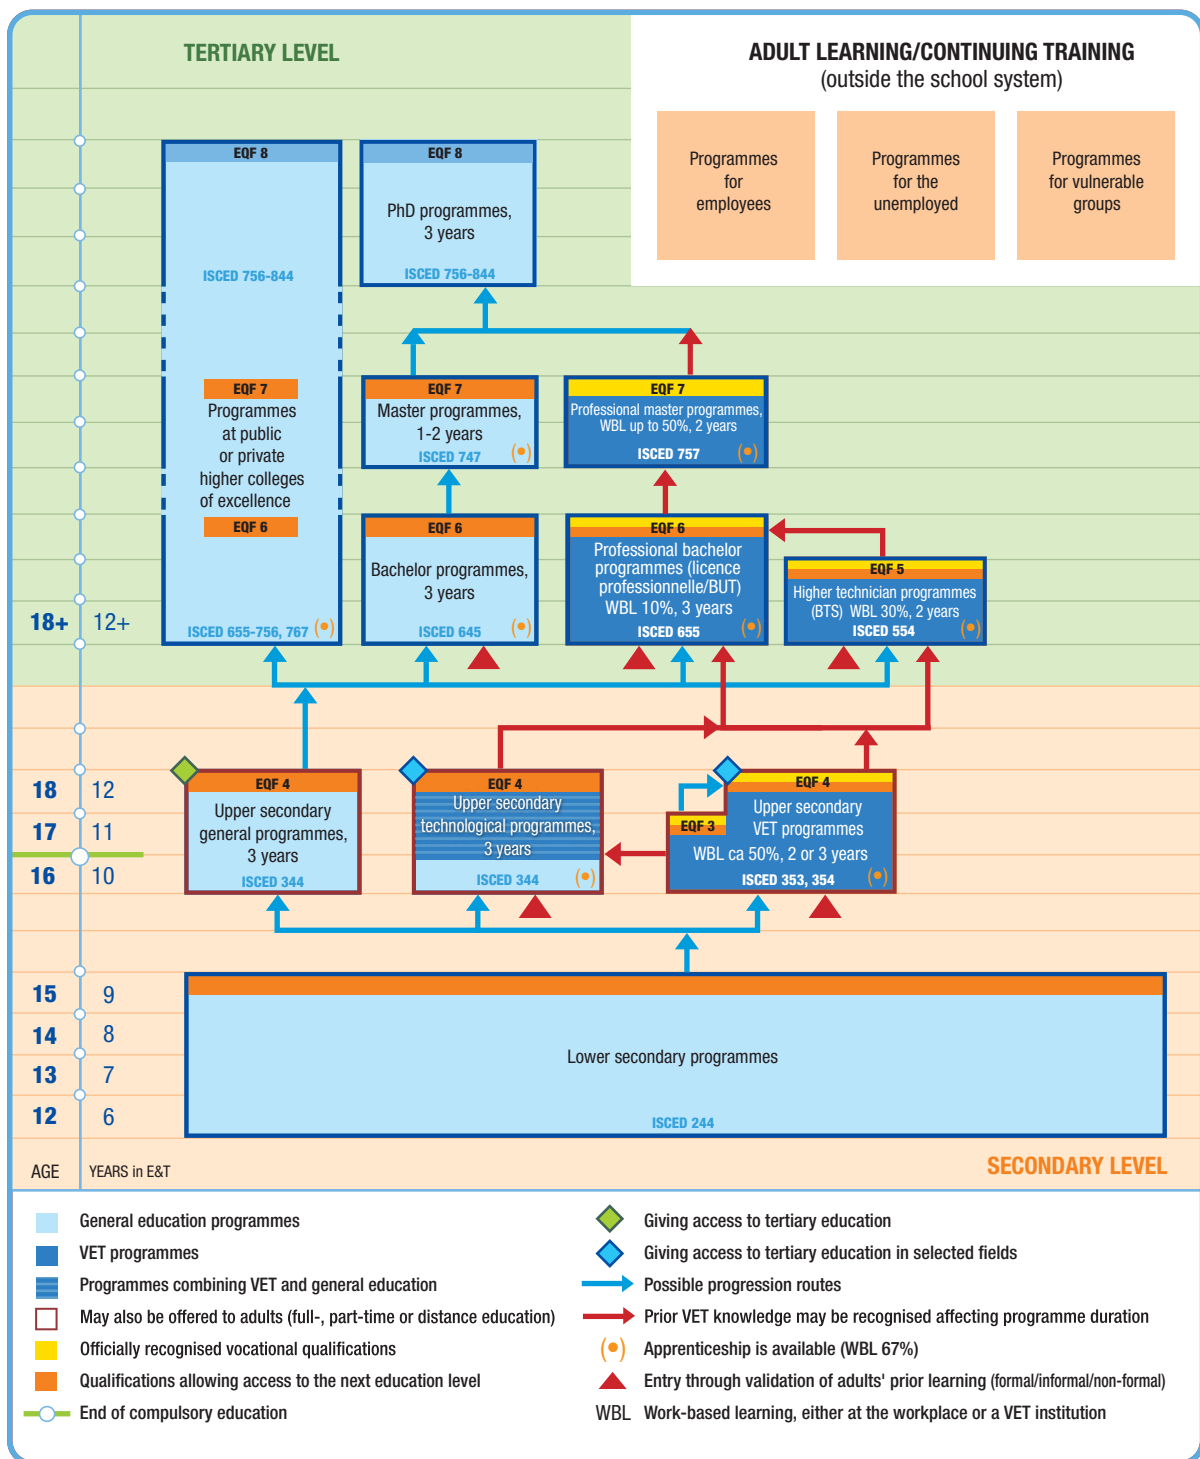 TERTIARY LEVEL
ADULT LEARNING/CONTINUING TRAINING
(outside the school system)
Programmes
for
employees
Programmes
for the
unemployed
Programmes
for vulnerable
groups
EQF 8
ISCED 756-844
EQF 7
Programmes
at public
or private
higher colleges
of excellence
EQF 6
ISCED 655-756, 767 (•)
EQF 8
PhD programmes,
3 years
ISCED 756-844
EQF 7
Master programmes,
1-2 years
ISCED 747 (•)
EQF 7
Professional master programmes,
WBL up to 50%, 2 years
ISCED 757 (•)
EQF 6
Bachelor programmes,
3 years
ISCED 645 (•)
EQF 6
Professional bachelor
programmes (licence
professionnelle/BUT)
WBL 10%, 3 years
ISCED 655 (•)
EQF 5
Higher technician programmes
(BTS) WBL 30%, 2 years
ISCED 554 (•)
18+ 12+
EQF 4
Upper secondary
general programmes,
3 years
ISCED 344
EQF 4
Upper secondary
technological programmes,
3 years
ISCED 344 (•)
EQF 3
EQF 4
Upper secondary
VET programmes
WBL ca 50%, 2 or 3 years
ISCED 353, 354 (•)
18 12
17 11
16 10
15 9
14 8
13 7
12 6
Lower secondary programmes
ISCED 244
AGE YEARS in E&T
SECONDARY LEVEL
General education programmes
VET programmes
Programmes combining VET and general education
May also be offered to adults (full-, part-time or distance education)
Officially recognised vocational qualifications
Qualifications allowing access to the next education level
End of compulsory education
Giving access to tertiary education
Giving access to tertiary education in selected fields
Possible progression routes
Prior VET knowledge may be recognised affecting programme duration
(•) Apprenticeship is available (WBL 67%)
Entry through validation of adults' prior learning (formal/informal/non-formal)
WBL Work-based learning, either at the workplace or a VET institution